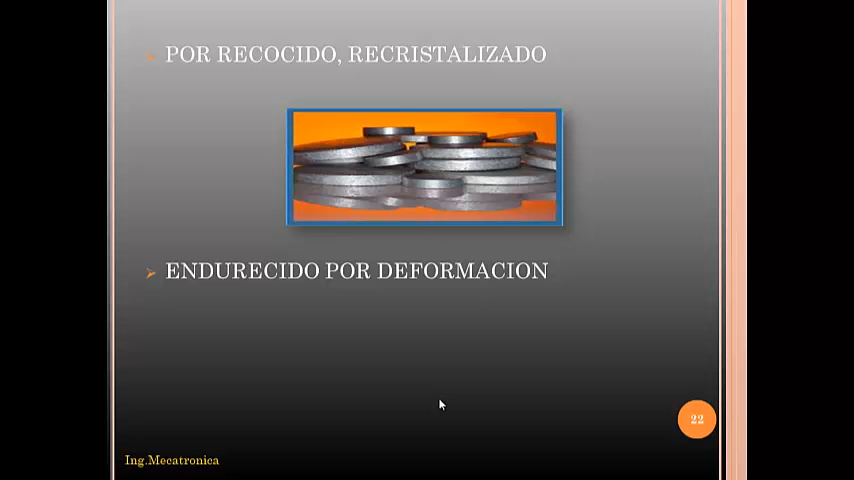 POR RECOCIDO, RECRISTALIZADO
ENDURECIDO POR DEFORMACION
22
Ing.Mecatronica